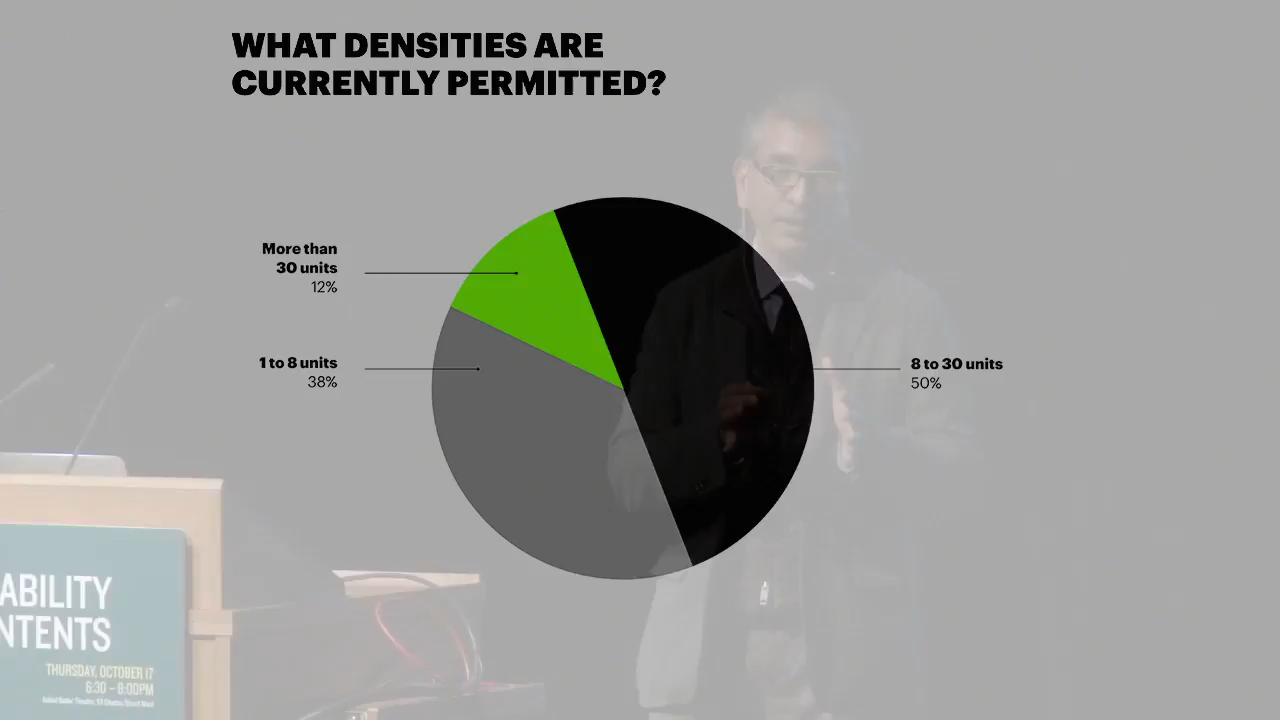 WHAT DENSITIES ARE
CURRENTLY PERMITTED?
More than
30 units
12%
1 to 8 units
38%
8 to 30 units
50%
ABILITY
NTENTS
THURSDAY, OCTOBER 17
6:30 – 8:00PM